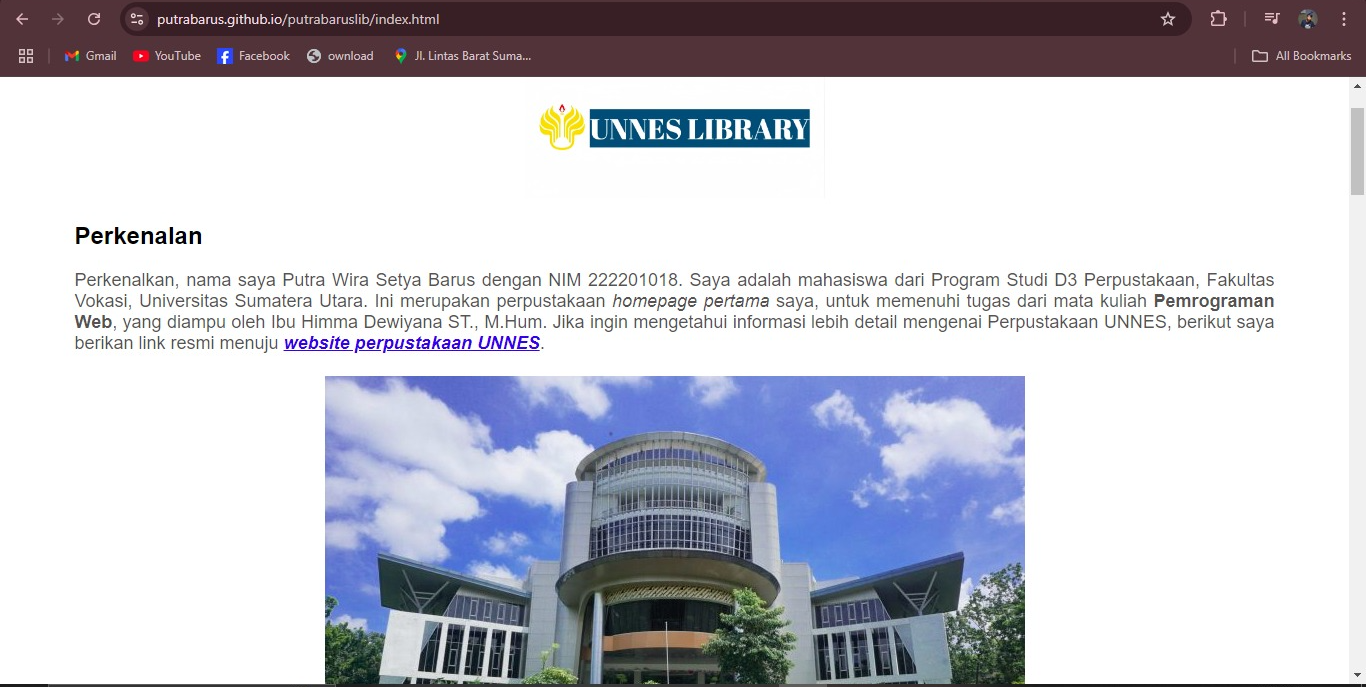 putrabarus.github.io/putrabaruslib/index.html
Gmail YouTube Facebook ownload Jl. Lintas Barat Suma... All Bookmarks
UNNES LIBRARY
Perkenalan
Perkenalkan, nama saya Putra Wira Setya Barus dengan NIM 222201018. Saya adalah mahasiswa dari Program Studi D3 Perpustakaan, Fakultas
Vokasi, Universitas Sumatera Utara. Ini merupakan perpustakaan homepage pertama saya, untuk memenuhi tugas dari mata kuliah Pemrograman
Web, yang diampu oleh Ibu Himma Dewiyana ST., M.Hum. Jika ingin mengetahui informasi lebih detail mengenai Perpustakaan UNNES, berikut saya
berikan link resmi menuju website perpustakaan UNNES.